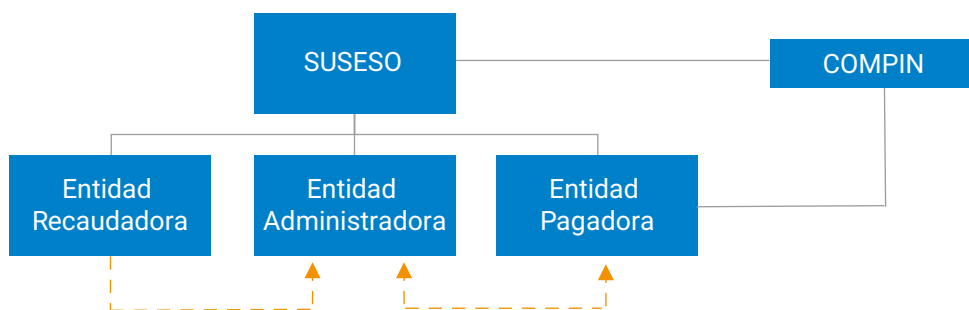 SUSESO
COMPIN
Entidad
Recaudadora
Entidad
Administradora
Entidad
Pagadora